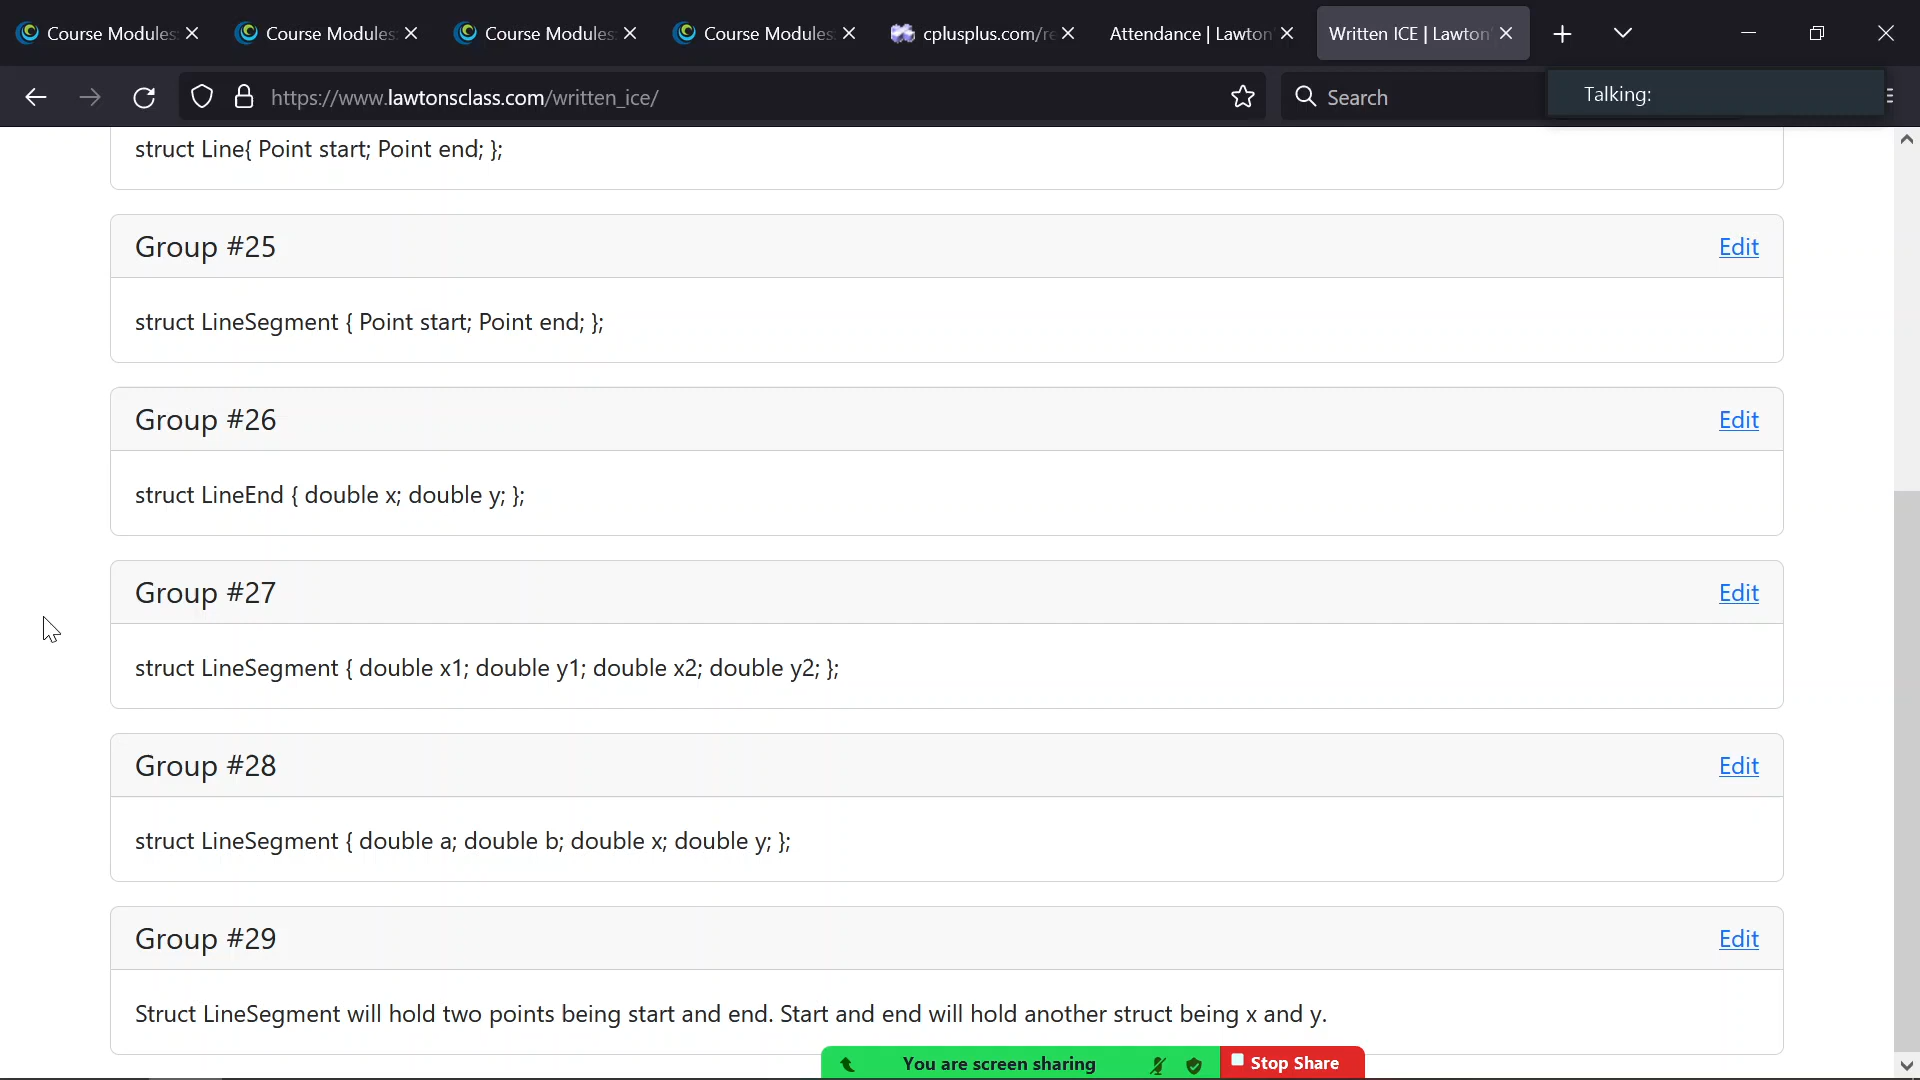 Course Modules:
Course Modules:
Course Modules:
Course Modules:
cplusplus.com/re
Attendance | Lawton'
Written ICE | Lawton'
https://www.lawtonsclass.com/written_ice/
Search
Talking:
struct Line{ Point start; Point end; };
Group #25
Edit
struct LineSegment { Point start; Point end; };
Group #26
Edit
struct LineEnd { double x; double y; };
Group #27
Edit
struct LineSegment { double x1; double y1; double x2; double y2; };
Group #28
Edit
struct LineSegment { double a; double b; double x; double y; };
Group #29
Edit
Struct LineSegment will hold two points being start and end. Start and end will hold another struct being x and y.
You are screen sharing
Stop Share